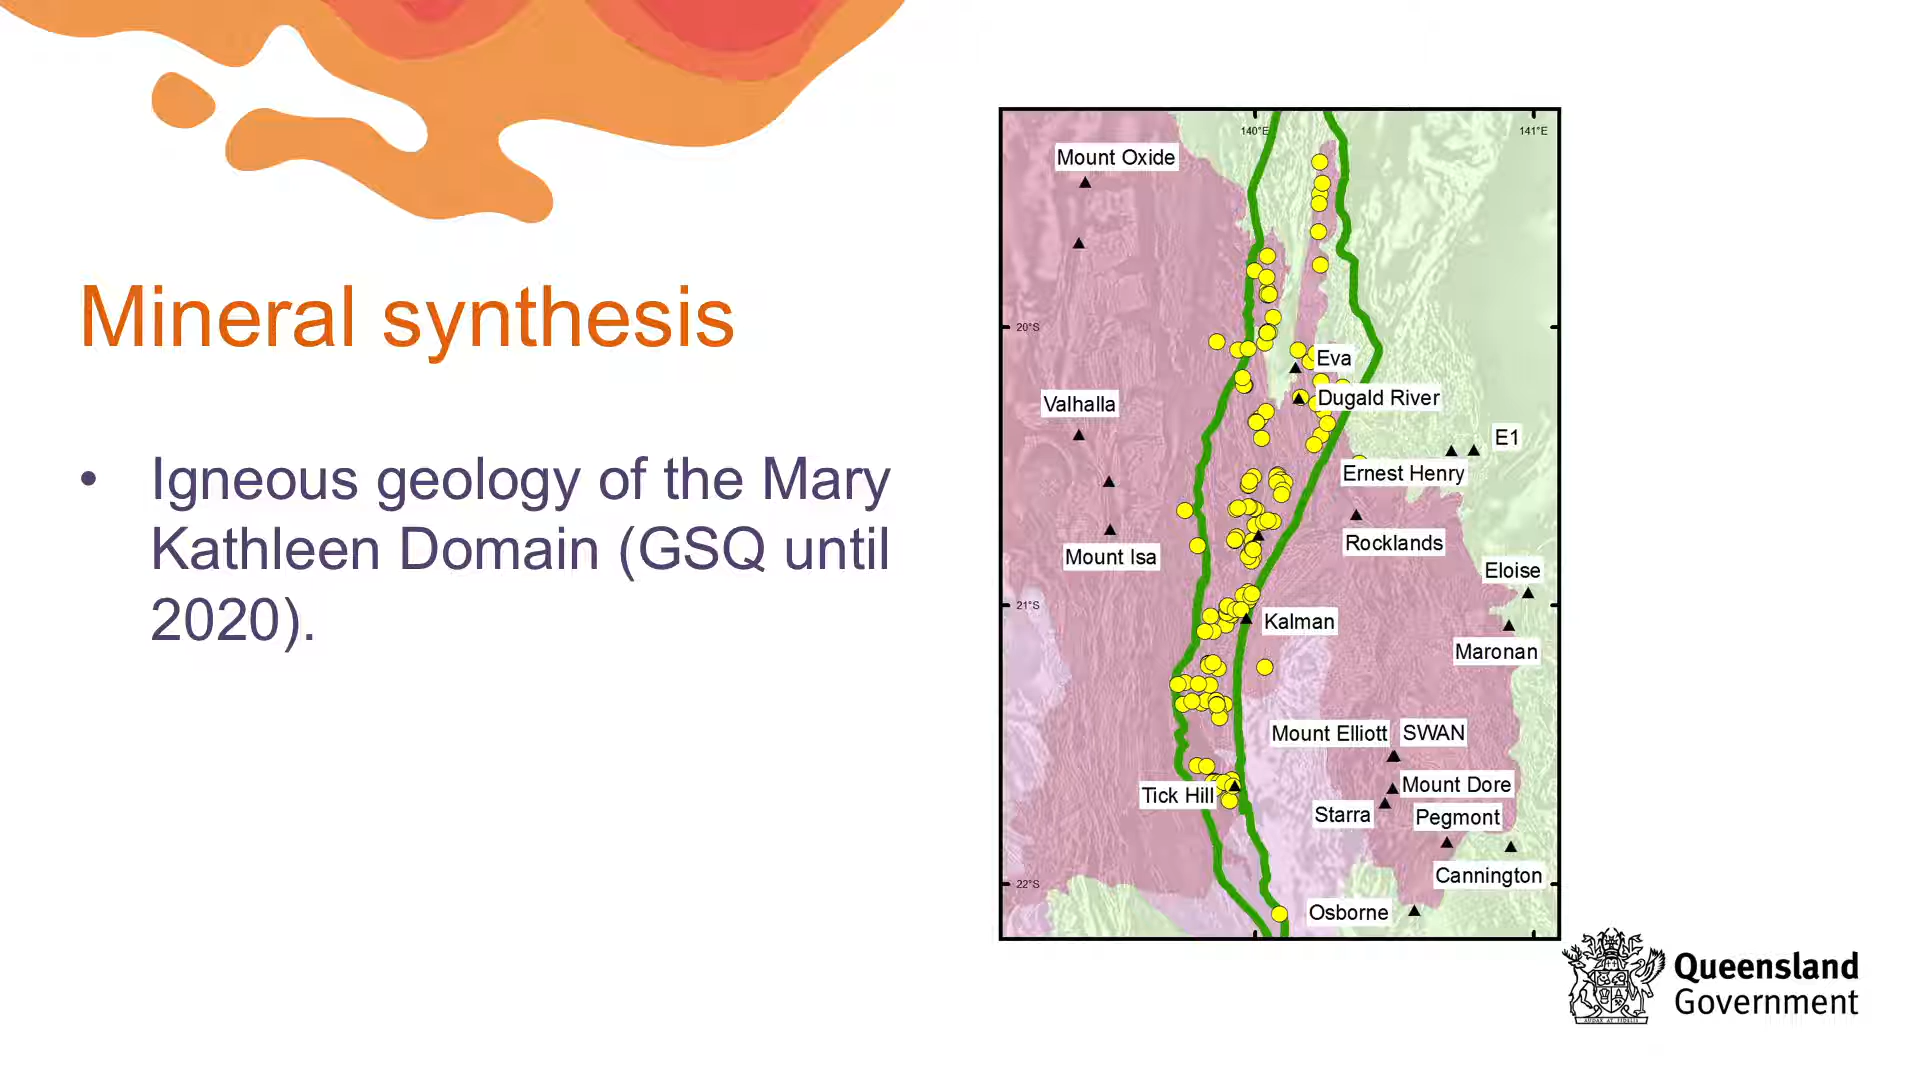 Mineral synthesis
• Igneous geology of the Mary
Kathleen Domain (GSQ until
2020).
140°E
141°E
Mount Oxide
20°S
Eva
Dugald River
Valhalla
E1
Ernest Henry
Rocklands
Mount Isa
Eloise
21°S
Kalman
Maronan
Mount Elliott
SWAN
Mount Dore
Tick Hill
Starra
Pegmont
Cannington
22°S
Osborne
Queensland
Government